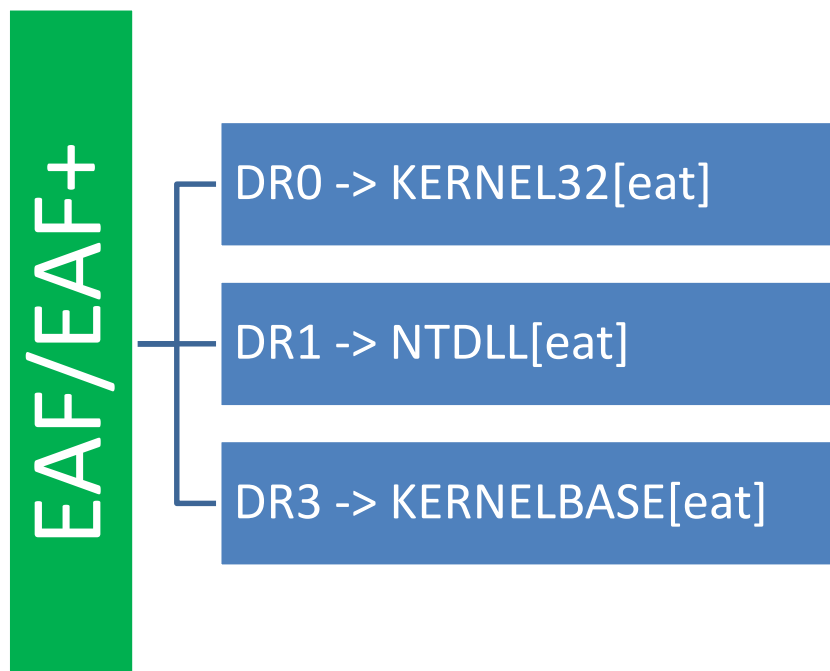 EAF/EAF+
DR0 -> KERNEL32[eat]
DR1 -> NTDLL[eat]
DR3 -> KERNELBASE[eat]